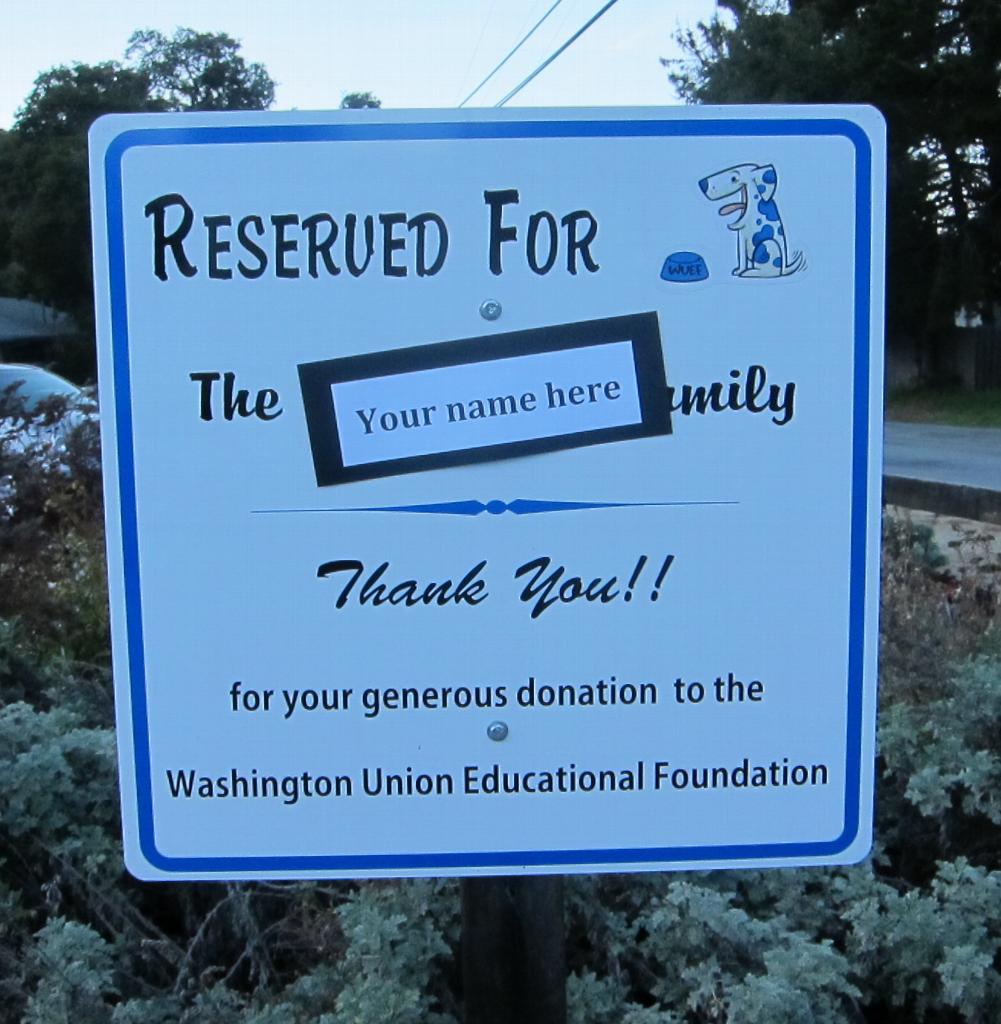 RESERVED FOR
WUEF
The Your name here amily
Thank You!!
for your generous donation to the
Washington Union Educational Foundation